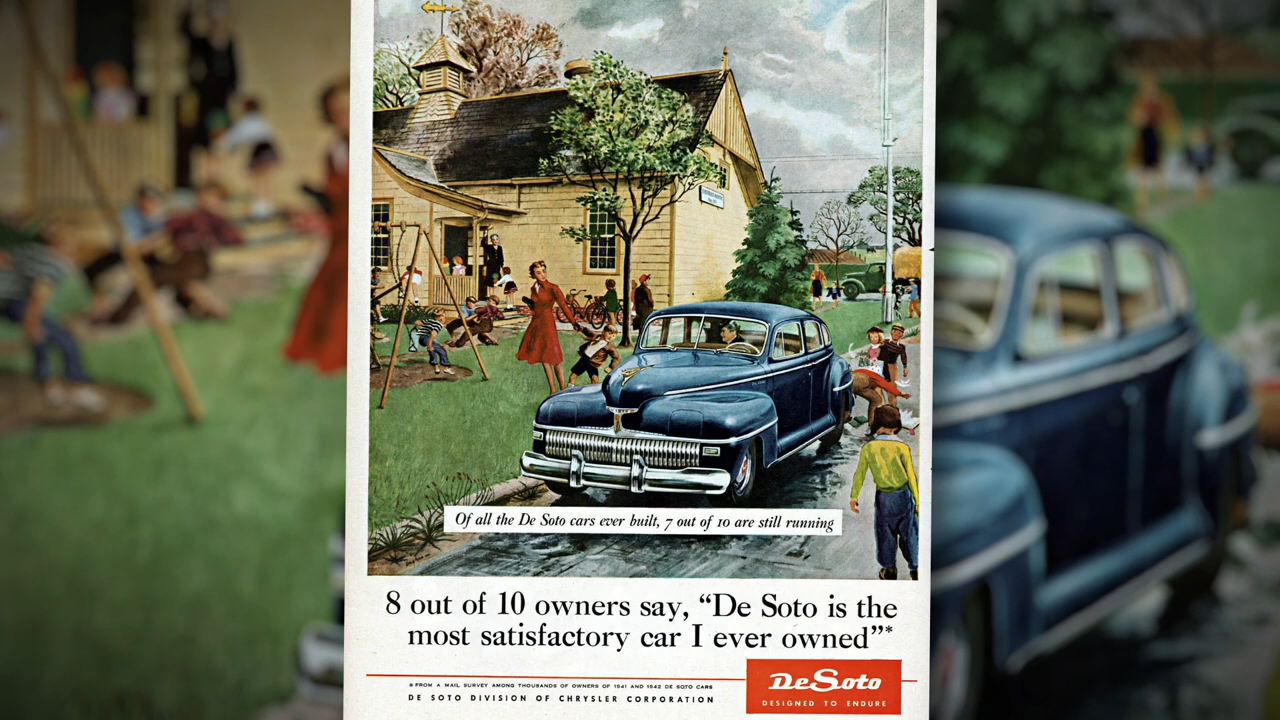 Of all the De Soto cars ever built, 7 out of 10 are still running
8 out of 10 owners say, “De Soto is the
most satisfactory car I ever owned”*
*FROM A MAIL SURVEY AMONG THOUSANDS OF OWNERS OF 1941 AND 1942 DE SOTO CARS
DE SOTO DIVISION OF CHRYSLER CORPORATION
DeSoto
DESIGNED TO ENDURE